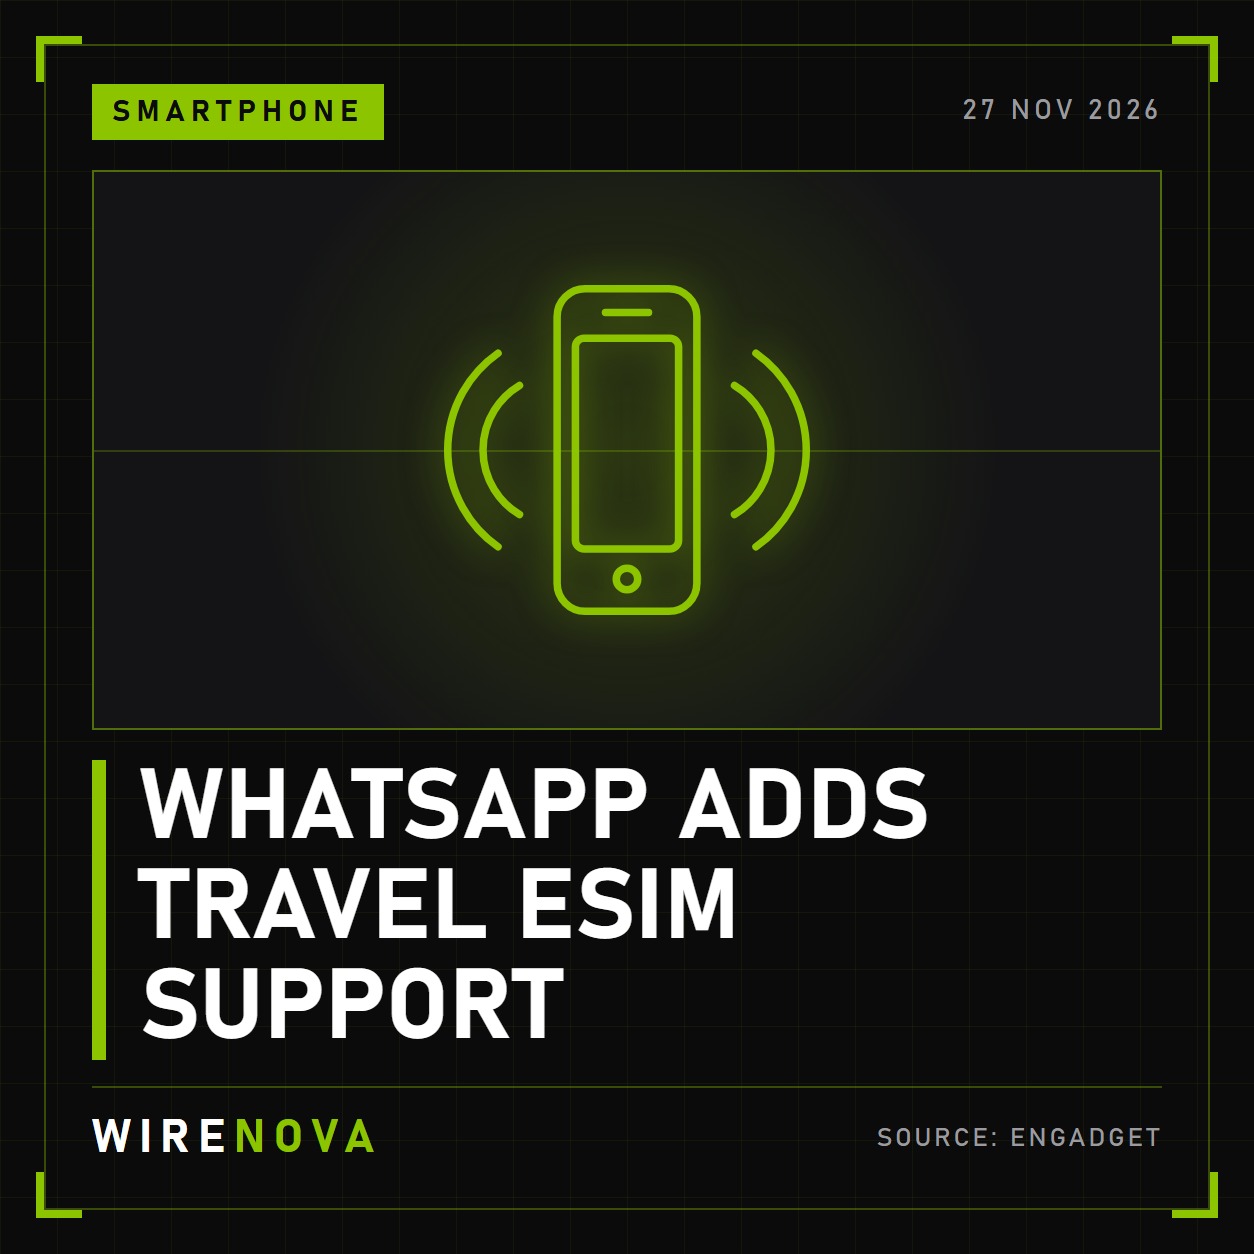 SMARTPHONE
27 NOV 2026
WHATSAPP ADDS
TRAVEL ESIM
SUPPORT
WIRENOVA
SOURCE: ENGADGET